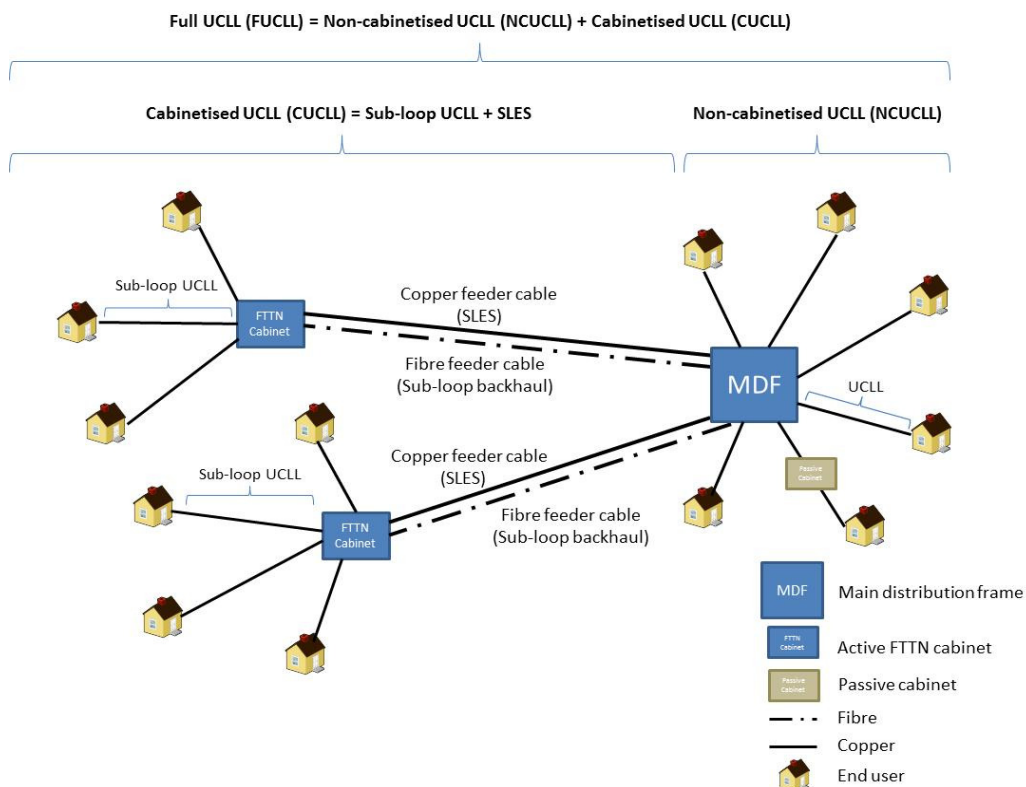 Full UCLL (FUCLL) = Non-cabinetised UCLL (NCUCLL) + Cabinetised UCLL (CUCLL)
Cabinetised UCLL (CUCLL) = Sub-loop UCLL + SLES
Non-cabinetised UCLL (NCUCLL)
Sub-loop UCLL
FTTN
Cabinet
Copper feeder cable
(SLES)
Fibre feeder cable
(Sub-loop backhaul)
MDF
UCLL
Passive
Cabinet
Sub-loop UCLL
FTTN
Cabinet
Copper feeder cable
(SLES)
Fibre feeder cable
(Sub-loop backhaul)
MDF
Main distribution frame
FTTN
Cabinet
Active FTTN cabinet
Passive
Cabinet
Passive cabinet
Fibre
Copper
End user